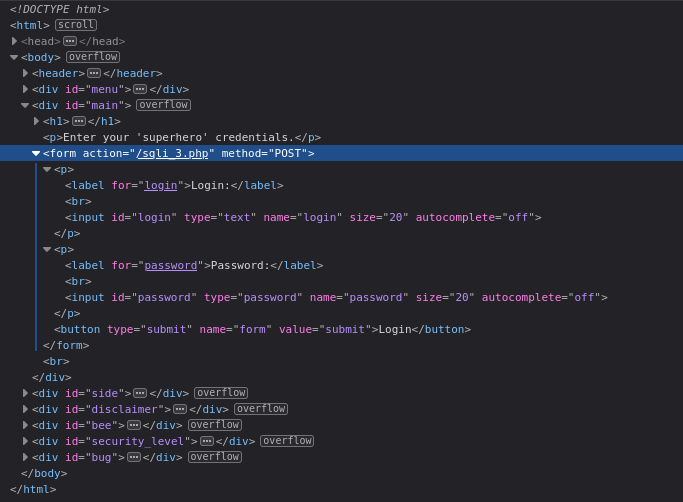 <!DOCTYPE html>
<html> scroll
<head> ••• </head>
<body> overflow
<header> ••• </header>
<div id="menu"> ••• </div>
<div id="main"> overflow
<h1> ••• </h1>
<p>Enter your 'superhero' credentials.</p>
<form action="/sqli_3.php" method="POST">
<p>
<label for="login">Login:</label>
<br>
<input id="login" type="text" name="login" size="20" autocomplete="off">
</p>
<p>
<label for="password">Password:</label>
<br>
<input id="password" type="password" name="password" size="20" autocomplete="off">
</p>
<button type="submit" name="form" value="submit">Login</button>
</form>
<br>
</div>
<div id="side"> ••• </div> overflow
<div id="disclaimer"> ••• </div> overflow
<div id="bee"> ••• </div> overflow
<div id="security_level"> ••• </div> overflow
<div id="bug"> ••• </div> overflow
</body>
</html>